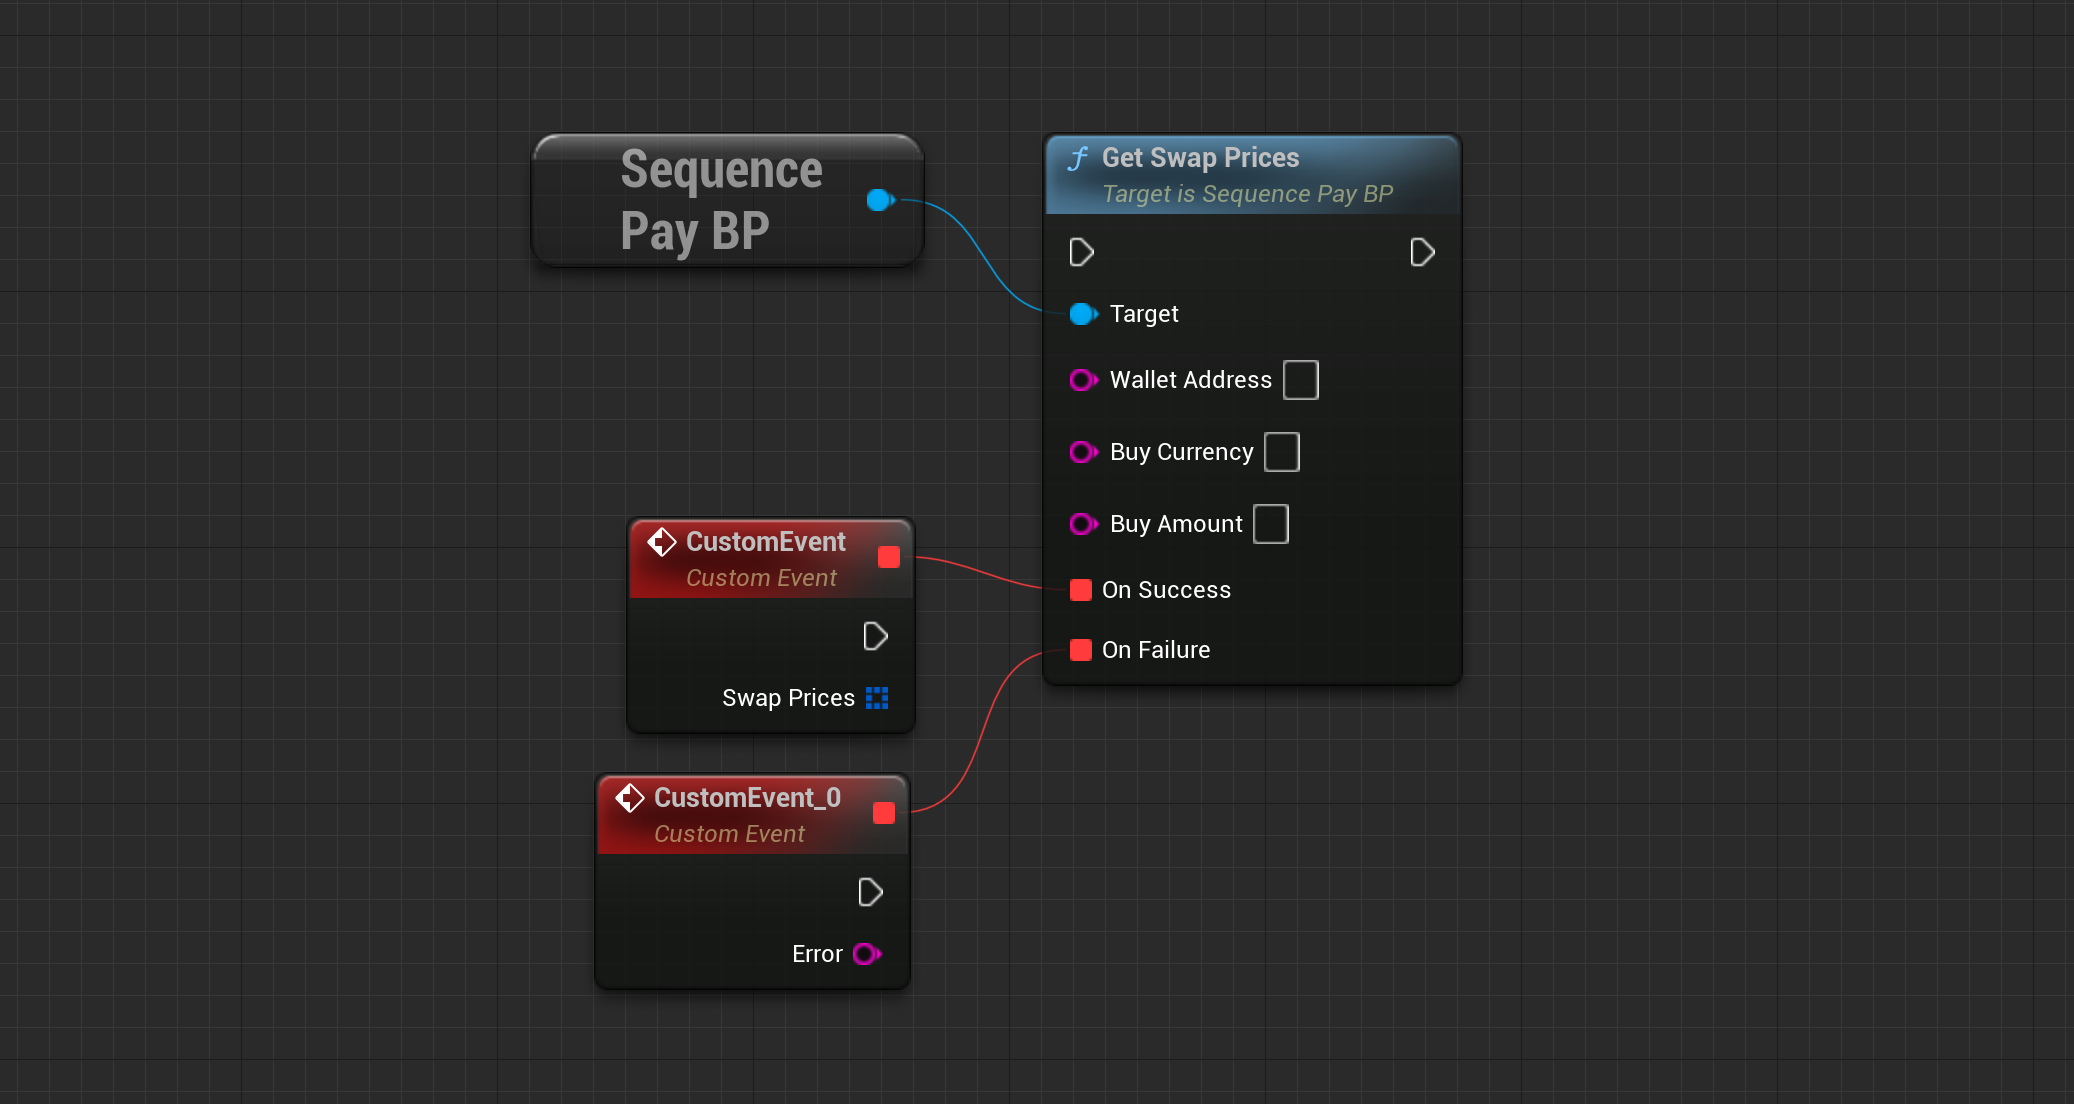 Sequence
Pay BP
f Get Swap Prices
Target is Sequence Pay BP
Target
Wallet Address
Buy Currency
Buy Amount
On Success
On Failure
CustomEvent
Custom Event
Swap Prices
CustomEvent_0
Custom Event
Error